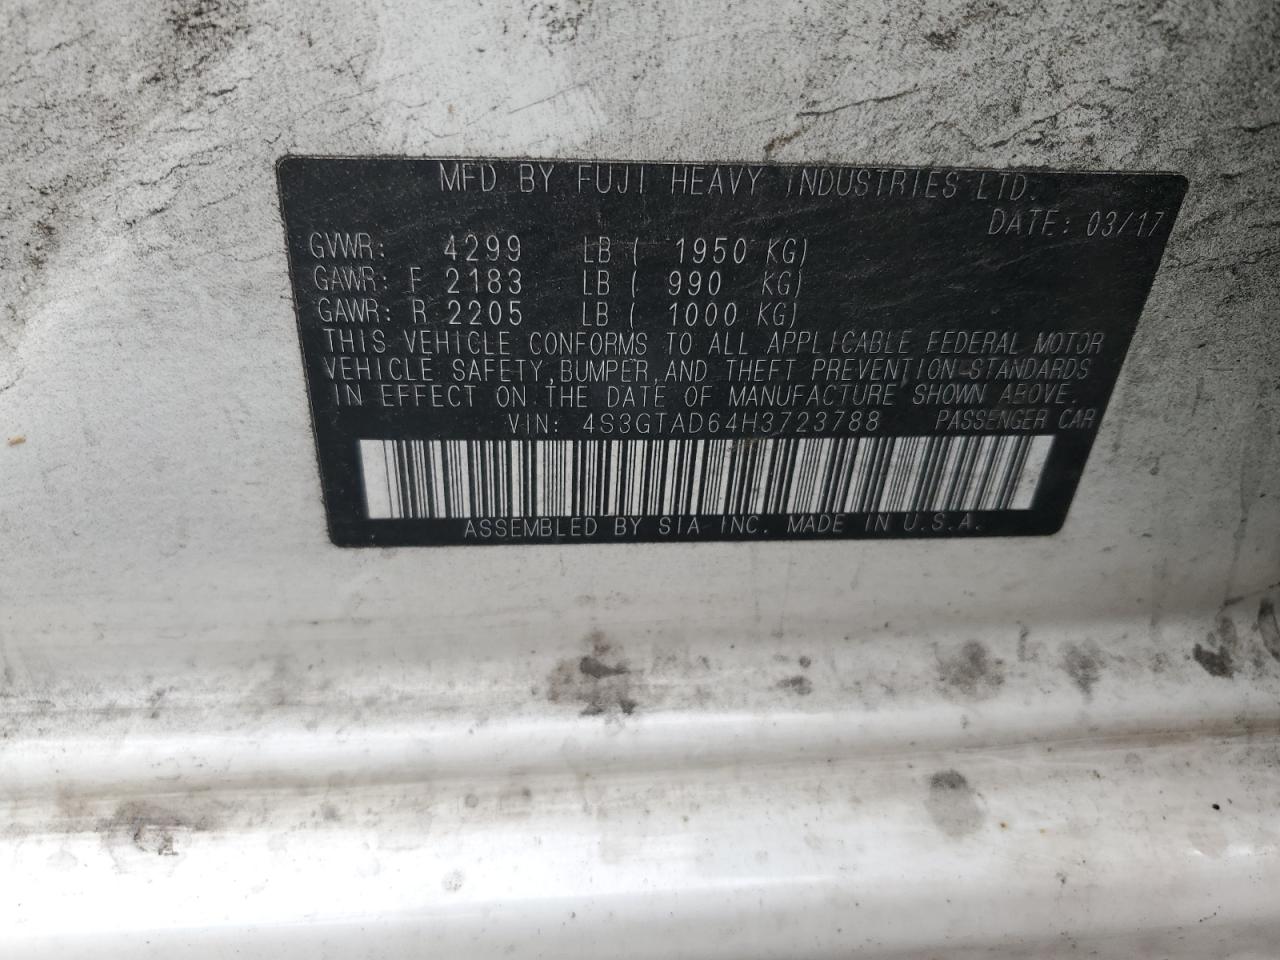 MFD BY FUJI HEAVY INDUSTRIES LTD.
DATE: 03/17
GVWR: 4299 LB ( 1950 KG)
GAWR: F 2183 LB ( 990 KG)
GAWR: R 2205 LB ( 1000 KG)
THIS VEHICLE CONFORMS TO ALL APPLICABLE FEDERAL MOTOR
VEHICLE SAFETY, BUMPER, AND THEFT PREVENTION STANDARDS
IN EFFECT ON THE DATE OF MANUFACTURE SHOWN ABOVE.
VIN: 4S3GTAD64H3723788 PASSENGER CAR
ASSEMBLED BY SIA INC. MADE IN U.S.A.